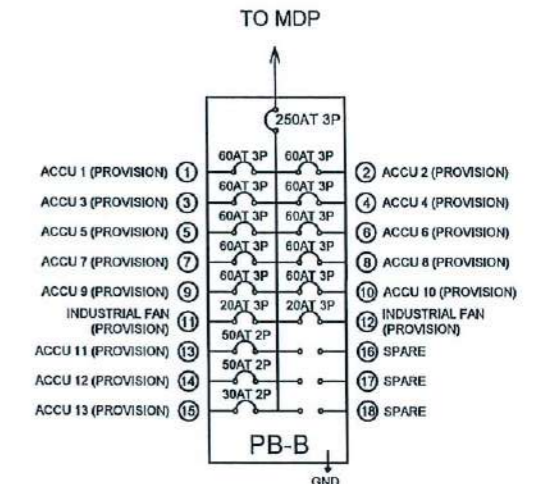 TO MDP
250AT 3P
60AT 3P 60AT 3P
ACCU 1 (PROVISION) 1 2 ACCU 2 (PROVISION)
60AT 3P 60AT 3P
ACCU 3 (PROVISION) 3 4 ACCU 4 (PROVISION)
60AT 3P 60AT 3P
ACCU 5 (PROVISION) 5 6 ACCU 6 (PROVISION)
60AT 3P 60AT 3P
ACCU 7 (PROVISION) 7 8 ACCU 8 (PROVISION)
60AT 3P 60AT 3P
ACCU 9 (PROVISION) 9 10 ACCU 10 (PROVISION)
20AT 3P 20AT 3P
INDUSTRIAL FAN
(PROVISION) 11 12 INDUSTRIAL FAN
(PROVISION)
50AT 2P
ACCU 11 (PROVISION) 13 16 SPARE
50AT 2P
ACCU 12 (PROVISION) 14 17 SPARE
30AT 2P
ACCU 13 (PROVISION) 15 18 SPARE
PB-B
GND